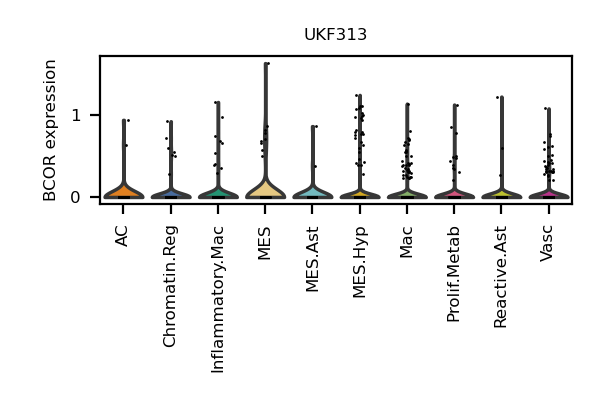 UKF313
BCOR expression
1
0
AC
Chromatin.Reg
Inflammatory.Mac
MES
MES.Ast
MES.Hyp
Mac
Prolif.Metab
Reactive.Ast
Vasc